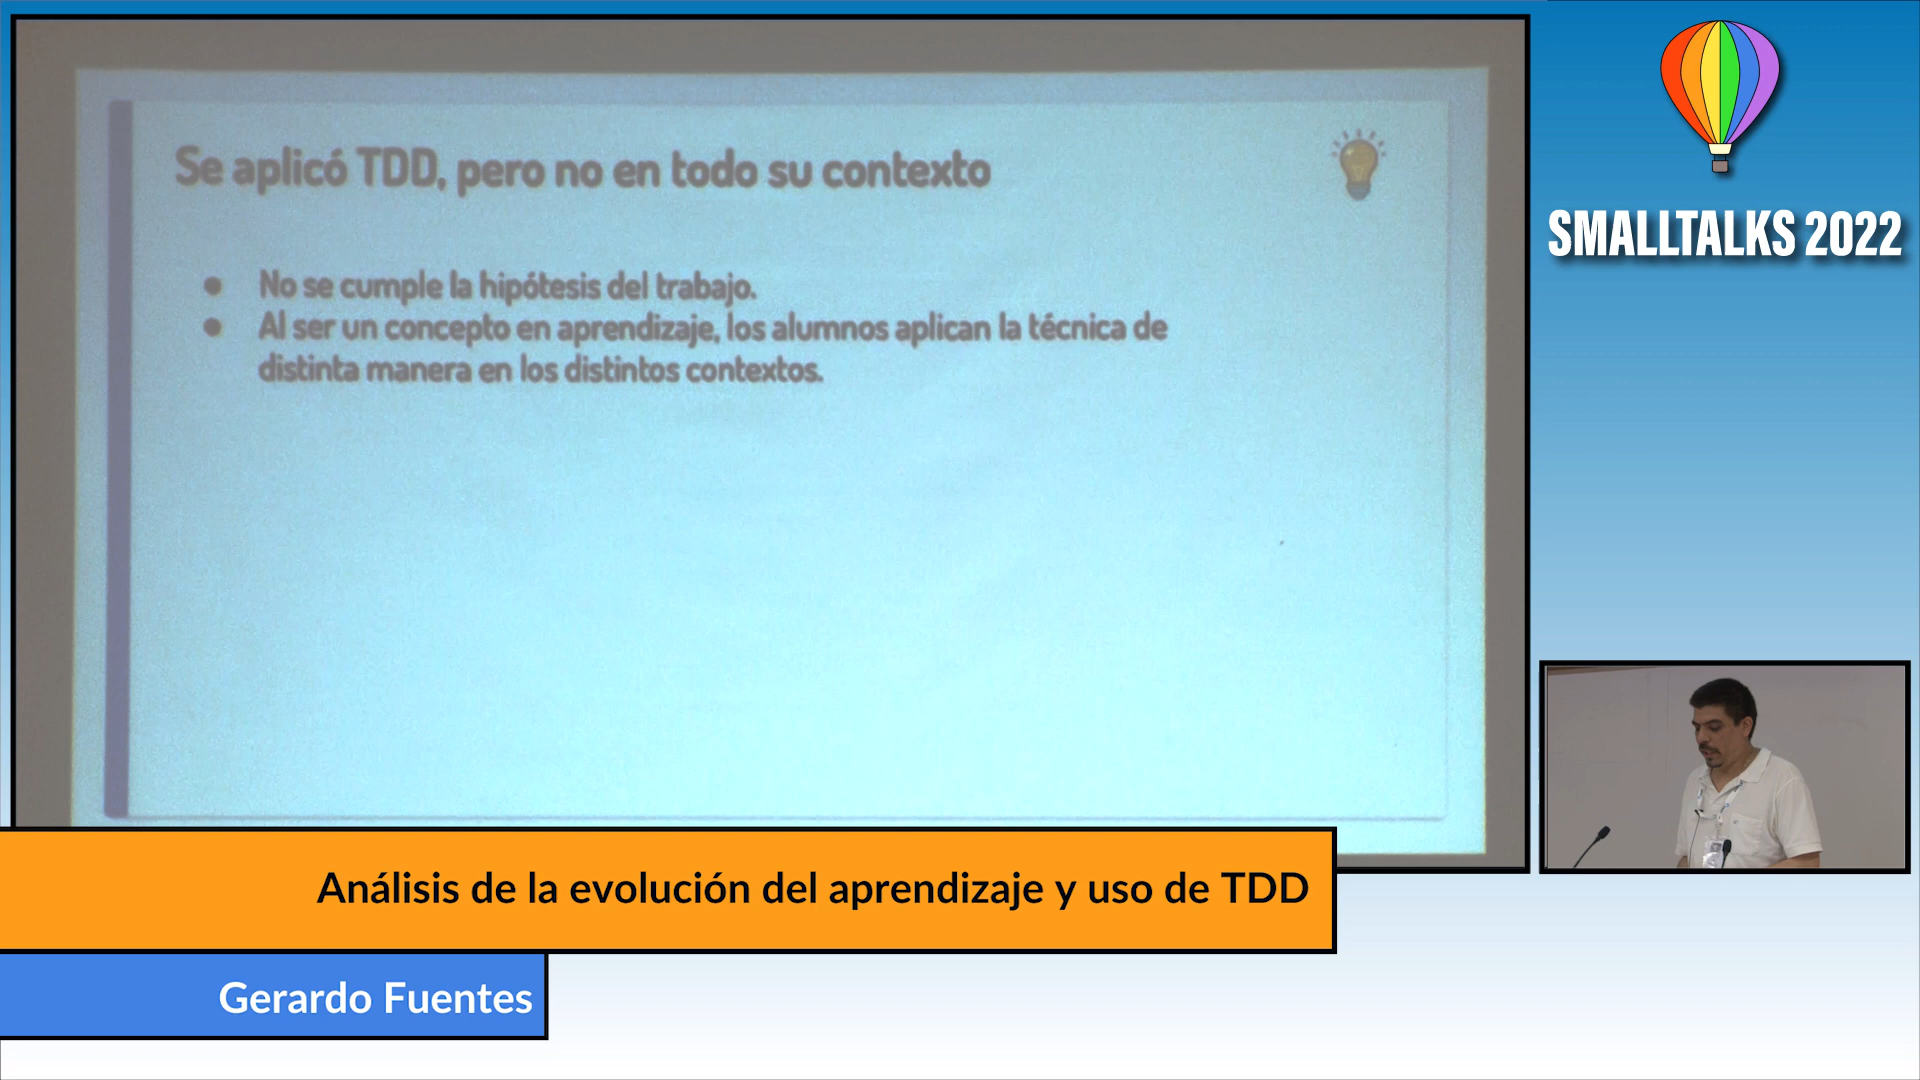 Se aplicó TDD, pero no en todo su contexto
● No se cumple la hipótesis del trabajo.
● Al ser un concepto en aprendizaje, los alumnos aplican la técnica de
distinta manera en los distintos contextos.
SMALLTALKS 2022
Análisis de la evolución del aprendizaje y uso de TDD
Gerardo Fuentes